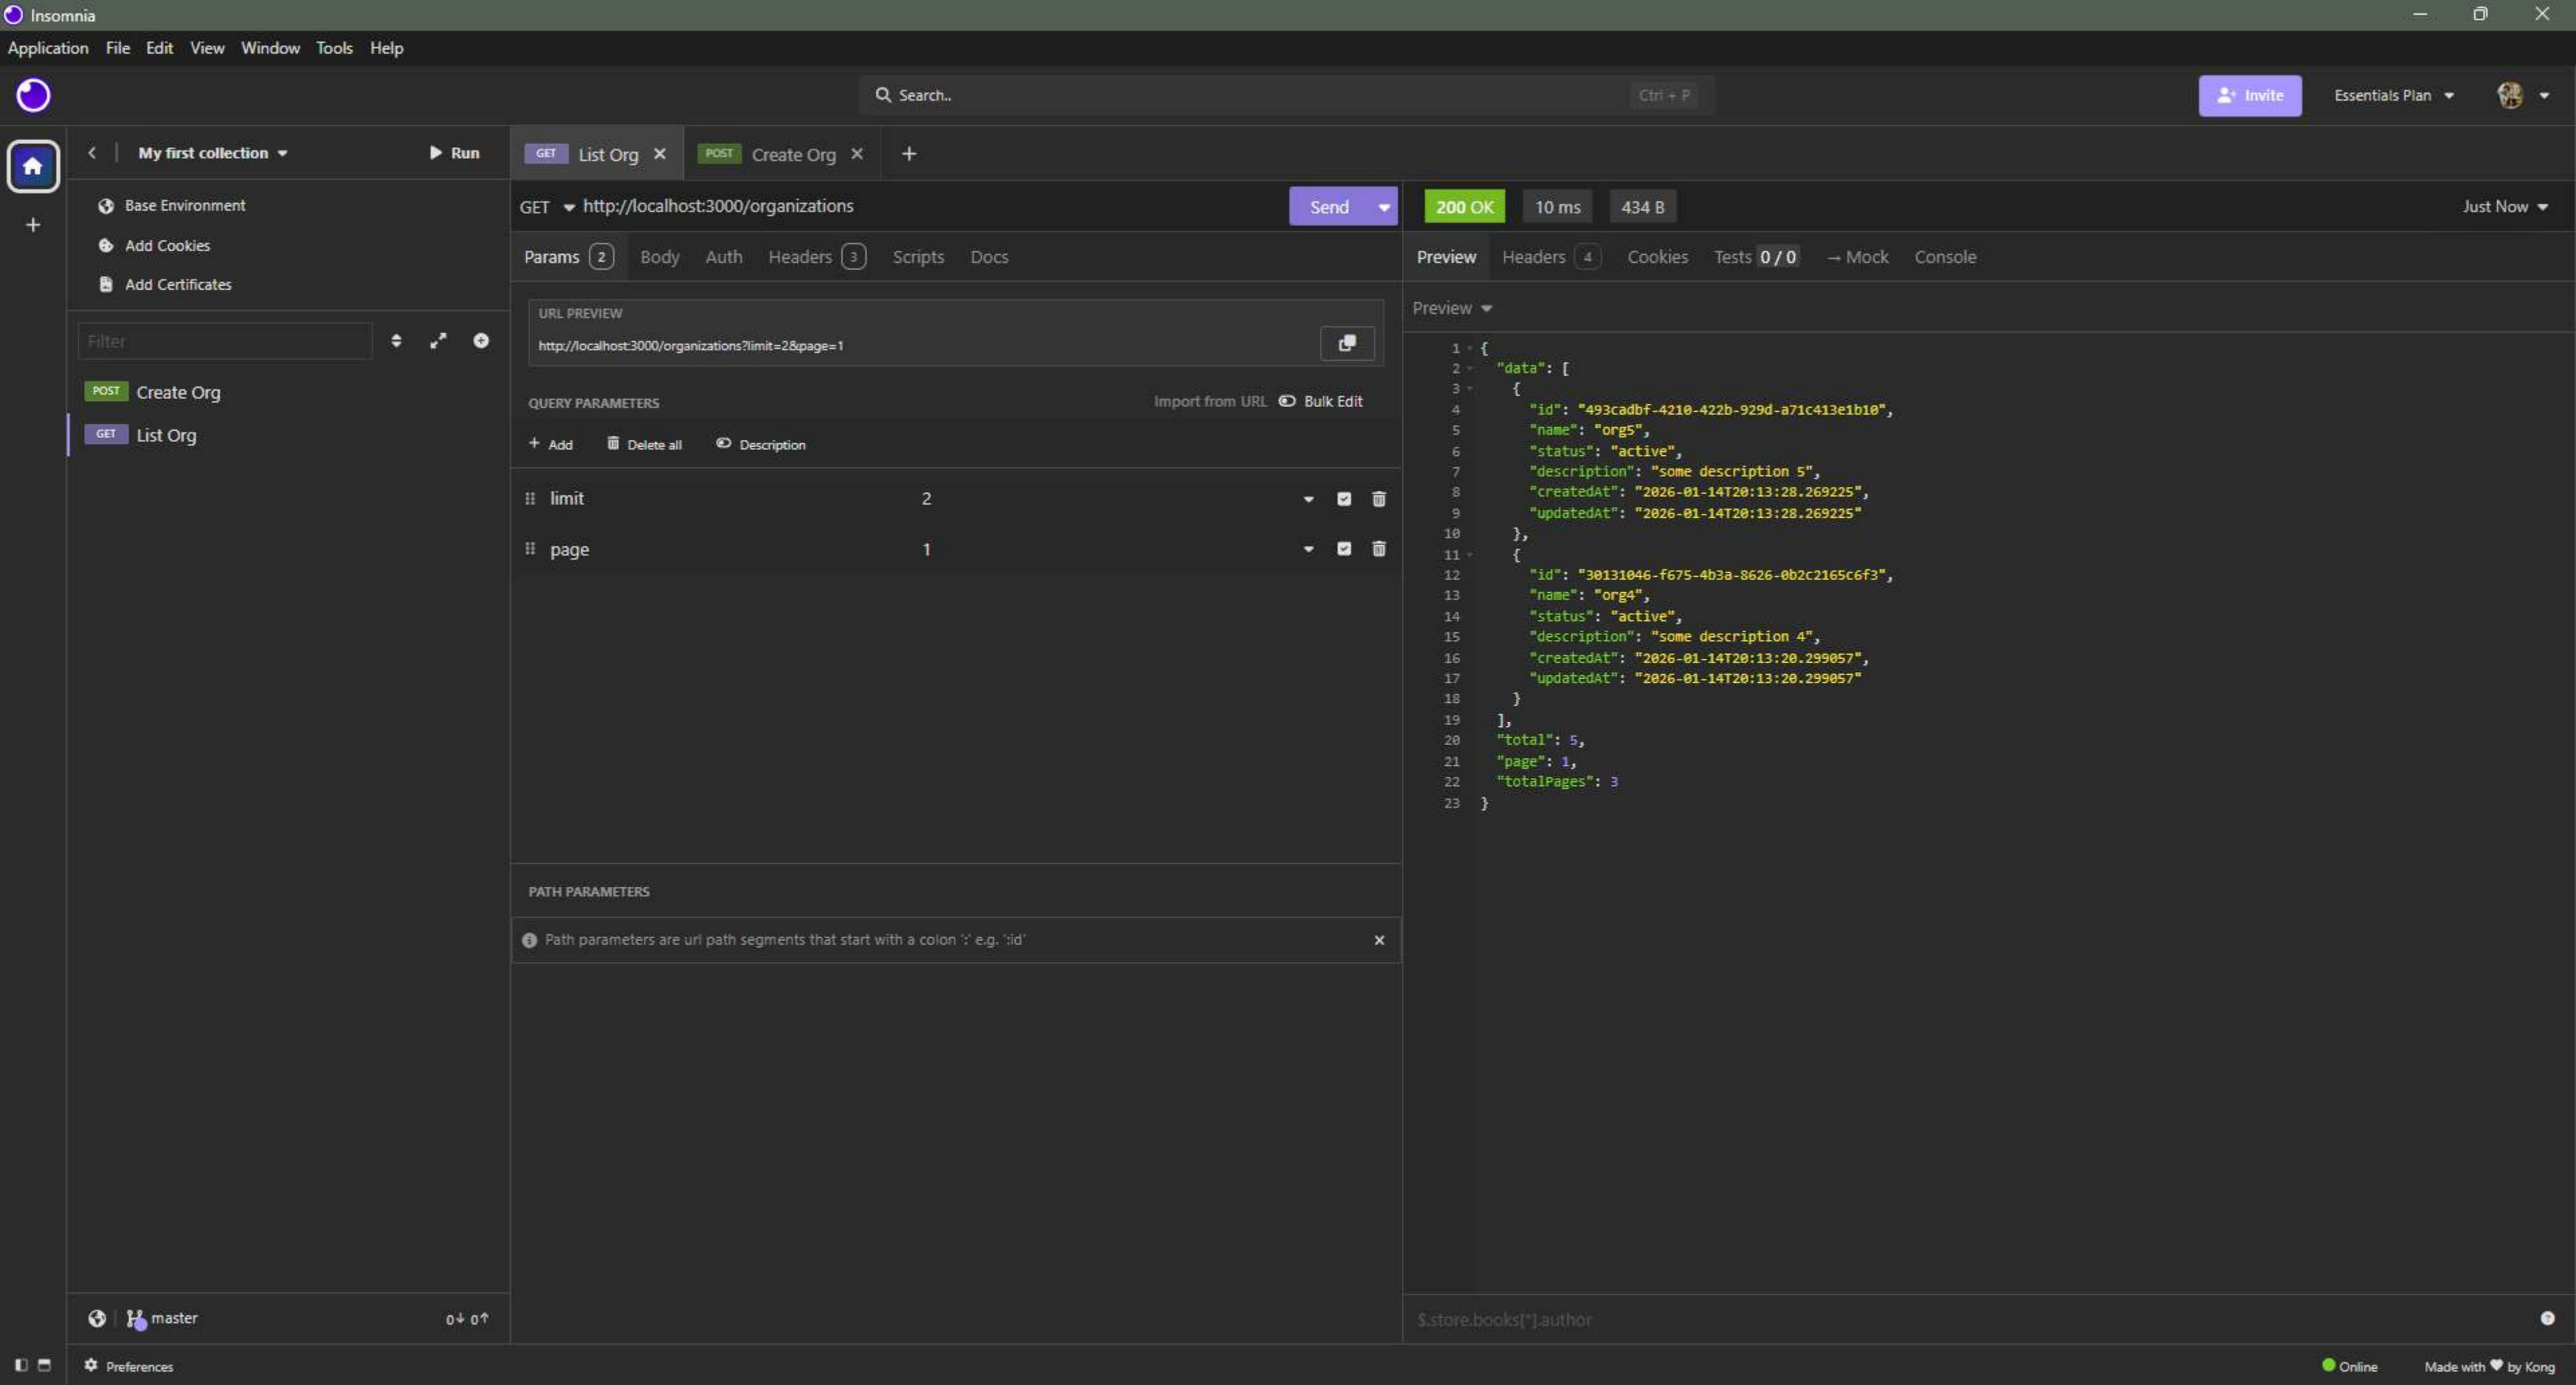 Insomnia
Application File Edit View Window Tools Help
Search.. Ctrl + P
Invite
Essentials Plan
My first collection
Run
Base Environment
Add Cookies
Add Certificates
Filter
POST Create Org
GET List Org
master
0↓ 0↑
GET List Org
POST Create Org
GET http://localhost:3000/organizations
Send
Params 2 Body Auth Headers 3 Scripts Docs
URL PREVIEW
http://localhost:3000/organizations?limit=2&page=1
QUERY PARAMETERS
Import from URL Bulk Edit
+ Add Delete all Description
limit 2
page 1
PATH PARAMETERS
Path parameters are url path segments that start with a colon ':' e.g. ':id'
200 OK 10 ms 434 B Just Now
Preview Headers 4 Cookies Tests 0 / 0 → Mock Console
Preview
1 {
2 "data": [
3 {
4 "id": "493cadbf-4210-422b-929d-a71c413e1b10",
5 "name": "org5",
6 "status": "active",
7 "description": "some description 5",
8 "createdAt": "2026-01-14T20:13:28.269225",
9 "updatedAt": "2026-01-14T20:13:28.269225"
10 },
11 {
12 "id": "30131046-f675-4b3a-8626-0b2c2165c6f3",
13 "name": "org4",
14 "status": "active",
15 "description": "some description 4",
16 "createdAt": "2026-01-14T20:13:20.299057",
17 "updatedAt": "2026-01-14T20:13:20.299057"
18 }
19 ],
20 "total": 5,
21 "page": 1,
22 "totalPages": 3
23 }
$.store.books[*].author
Preferences
Online
Made with ♥ by Kong